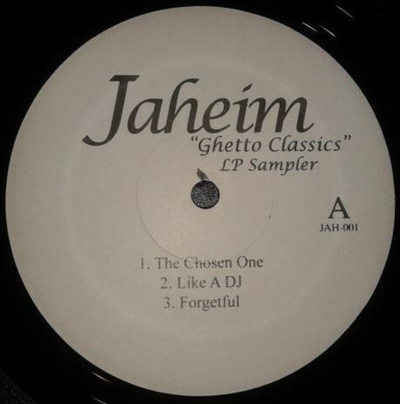 Jaheim
"Ghetto Classics"
LP Sampler
A
JAH-001
1. The Chosen One
2. Like A DJ
3. Forgetful